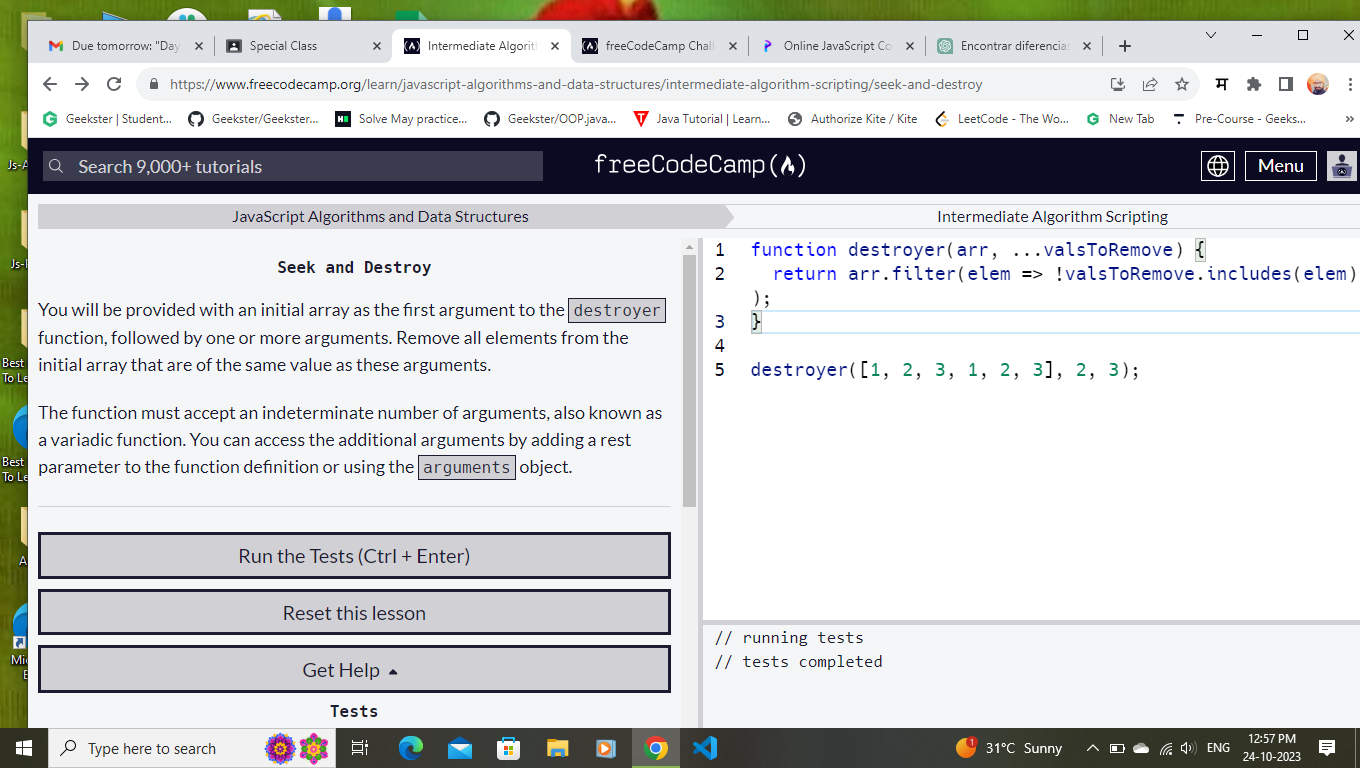 Due tomorrow: "Day
Special Class
Intermediate Algorit
freeCodeCamp Chall
Online JavaScript Co
Encontrar diferencias
https://www.freecodecamp.org/learn/javascript-algorithms-and-data-structures/intermediate-algorithm-scripting/seek-and-destroy
म
Geekster | Student...
Geekster/Geekster...
Solve May practice...
Geekster/OOP.java...
Java Tutorial | Learn...
Authorize Kite / Kite
LeetCode - The Wo...
New Tab
Pre-Course - Geeks...
»
Search 9,000+ tutorials
freeCodeCamp
Menu
JavaScript Algorithms and Data Structures
Intermediate Algorithm Scripting
Seek and Destroy
You will be provided with an initial array as the first argument to the destroyer
function, followed by one or more arguments. Remove all elements from the
initial array that are of the same value as these arguments.
The function must accept an indeterminate number of arguments, also known as
a variadic function. You can access the additional arguments by adding a rest
parameter to the function definition or using the arguments object.
Run the Tests (Ctrl + Enter)
Reset this lesson
Get Help
Tests
1 function destroyer(arr, ...valsToRemove) {
2 return arr.filter(elem => !valsToRemove.includes(elem)
);
3 }
4
5 destroyer([1, 2, 3, 1, 2, 3], 2, 3);
// running tests
// tests completed
Best
To Le
Best
To Le
Type here to search
1
31°C Sunny
ENG
12:57 PM
24-10-2023